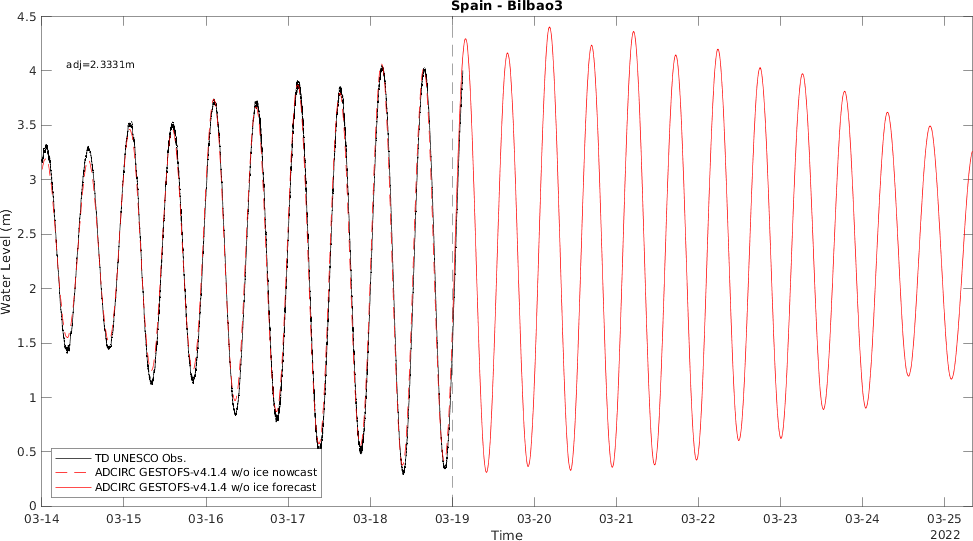 Spain - Bilbao3
4.5
4
3.5
3
2.5
2
1.5
1
0.5
0
Water Level (m)
adj=2.3331m
TD UNESCO Obs.
ADCIRC GESTOFS-v4.1.4 w/o ice nowcast
ADCIRC GESTOFS-v4.1.4 w/o ice forecast
03-14 03-15 03-16 03-17 03-18 03-19 03-20 03-21 03-22 03-23 03-24 03-25
2022
Time